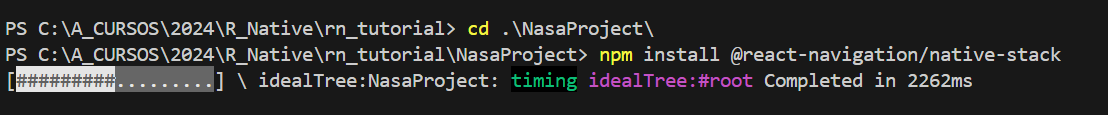 PS C:\A_CURSOS\2024\R_Native\rn_tutorial> cd .\NasaProject\
PS C:\A_CURSOS\2024\R_Native\rn_tutorial\NasaProject> npm install @react-navigation/native-stack
[#########.........] \ idealTree:NasaProject: timing idealTree:#root Completed in 2262ms